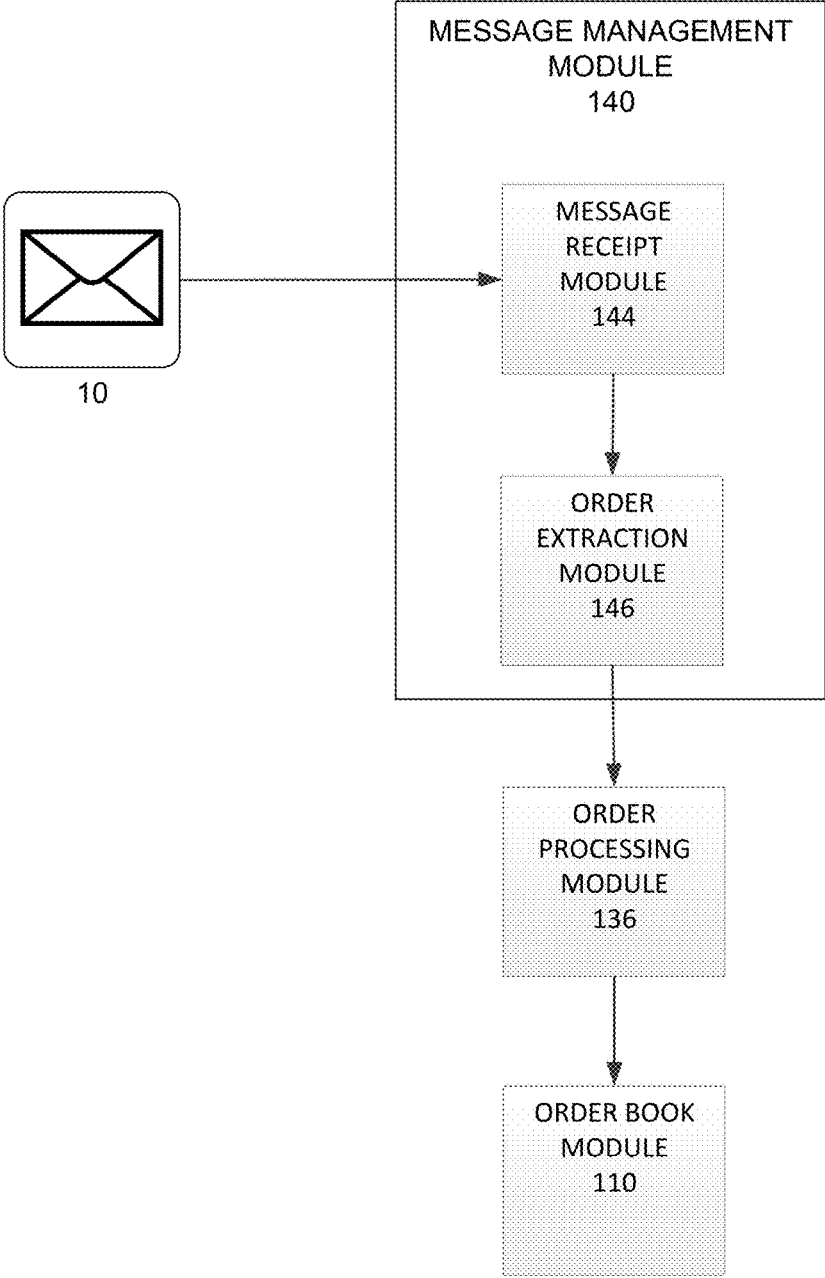 MESSAGE MANAGEMENT
MODULE
140
MESSAGE
RECEIPT
MODULE
144
10
ORDER
EXTRACTION
MODULE
146
ORDER
PROCESSING
MODULE
136
ORDER BOOK
MODULE
110